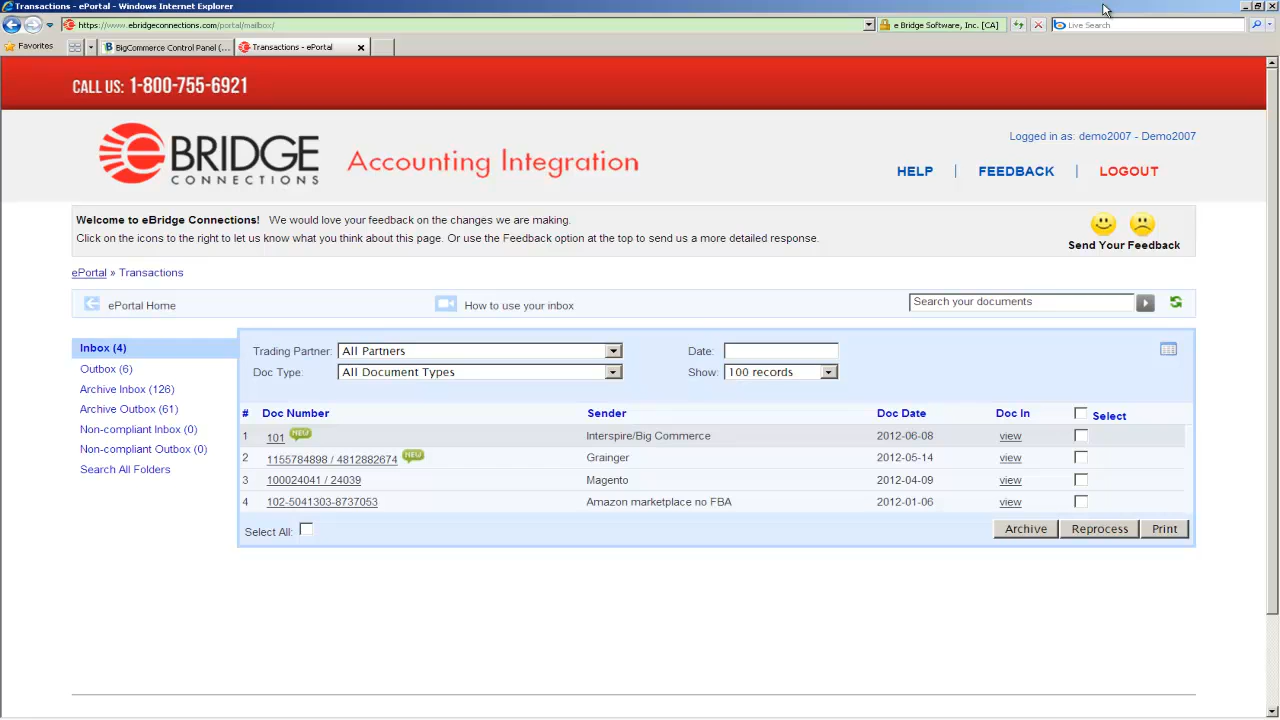 Transactions - ePortal - Windows Internet Explorer
https://www.ebridgeconnections.com/portal/mailbox/
e Bridge Software, Inc. [CA]
Live Search
Favorites
BigCommerce Control Panel (...
Transactions - ePortal
CALL US: 1-800-755-6921
eBRIDGE
CONNECTIONS
Accounting Integration
Logged in as: demo2007 - Demo2007
HELP | FEEDBACK | LOGOUT
Welcome to eBridge Connections! We would love your feedback on the changes we are making.
Click on the icons to the right to let us know what you think about this page. Or use the Feedback option at the top to send us a more detailed response.
Send Your Feedback
ePortal » Transactions
ePortal Home
How to use your inbox
Search your documents
Inbox (4)
Outbox (6)
Archive Inbox (126)
Archive Outbox (61)
Non-compliant Inbox (0)
Non-compliant Outbox (0)
Search All Folders
Trading Partner: All Partners
Date:
Doc Type: All Document Types
Show: 100 records
# Doc Number Sender Doc Date Doc In Select
1 101 NEW Interspire/Big Commerce 2012-06-08 view
2 1155784898 / 4812882674 NEW Grainger 2012-05-14 view
3 100024041 / 24039 Magento 2012-04-09 view
4 102-5041303-8737053 Amazon marketplace no FBA 2012-01-06 view
Select All:
Archive Reprocess Print